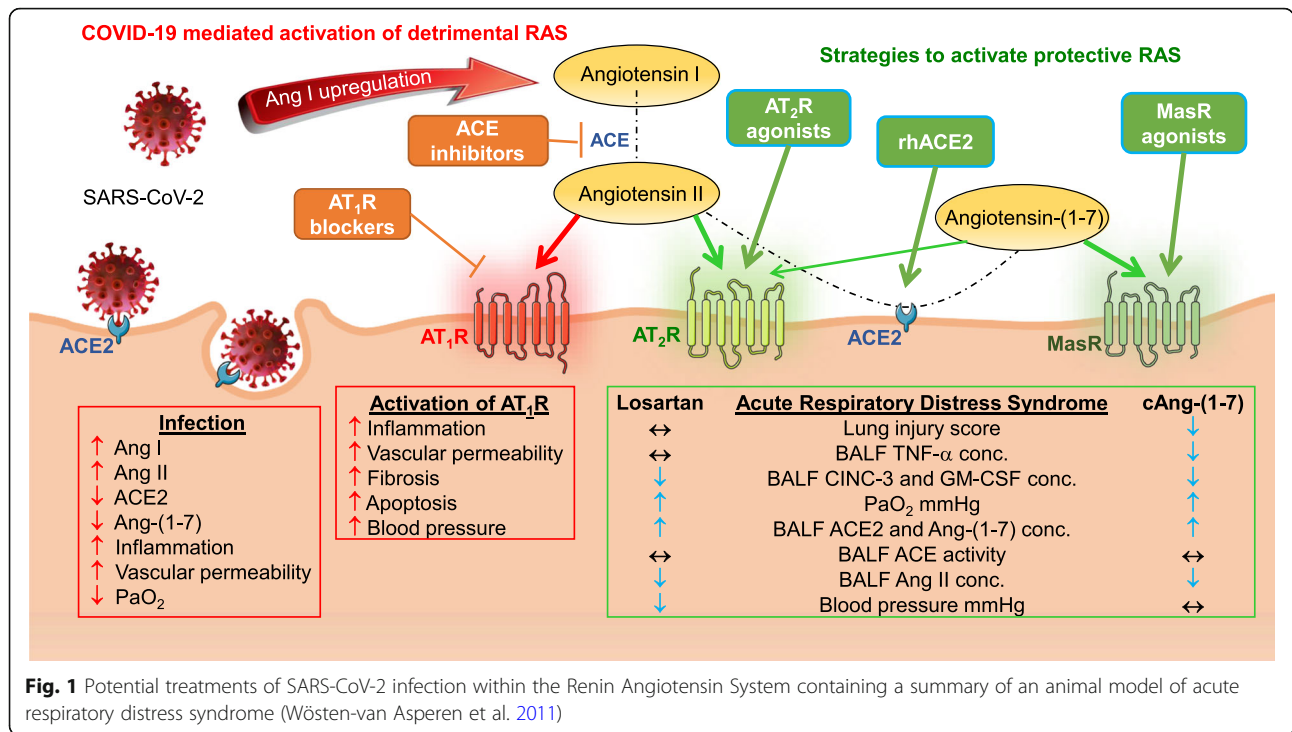 COVID-19 mediated activation of detrimental RAS
Strategies to activate protective RAS
Ang I upregulation
Angiotensin I
SARS-CoV-2
ACE
inhibitors
ACE
AT₂R
agonists
rhACE2
MasR
agonists
AT₁R
blockers
Angiotensin II
Angiotensin-(1-7)
ACE2
AT₁R
AT₂R
ACE2
MasR
Infection
↑ Ang I
↑ Ang II
↓ ACE2
↓ Ang-(1-7)
↑ Inflammation
↑ Vascular permeability
↓ PaO₂
Activation of AT₁R
↑ Inflammation
↑ Vascular permeability
↑ Fibrosis
↑ Apoptosis
↑ Blood pressure
Losartan Acute Respiratory Distress Syndrome cAng-(1-7)
↔ Lung injury score ↓
↔ BALF TNF-α conc. ↓
↓ BALF CINC-3 and GM-CSF conc. ↓
↑ PaO₂ mmHg ↑
↑ BALF ACE2 and Ang-(1-7) conc. ↑
↔ BALF ACE activity ↔
↓ BALF Ang II conc. ↓
↓ Blood pressure mmHg ↔
Fig. 1 Potential treatments of SARS-CoV-2 infection within the Renin Angiotensin System containing a summary of an animal model of acute
respiratory distress syndrome (Wösten-van Asperen et al. 2011)